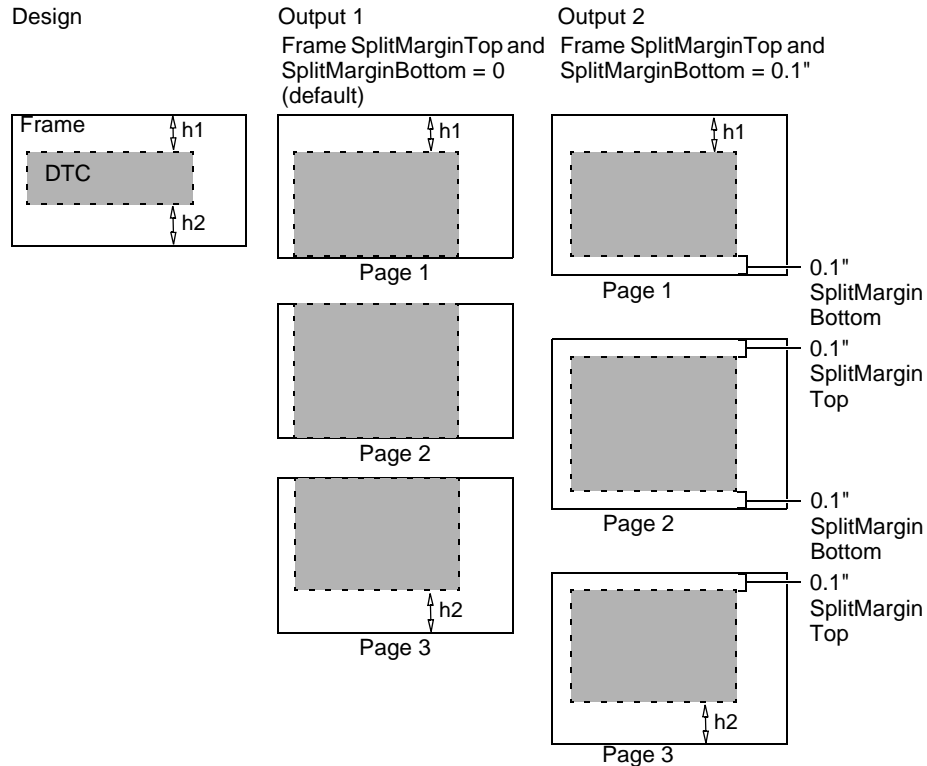 Design
Output 1
Frame SplitMarginTop and
SplitMarginBottom = 0
(default)
Output 2
Frame SplitMarginTop and
SplitMarginBottom = 0.1"
Frame
h1
DTC
h2
h1
Page 1
Page 2
h2
Page 3
h1
0.1"
SplitMargin
Bottom
Page 1
0.1"
SplitMargin
Top
0.1"
SplitMargin
Bottom
Page 2
0.1"
SplitMargin
Top
h2
Page 3